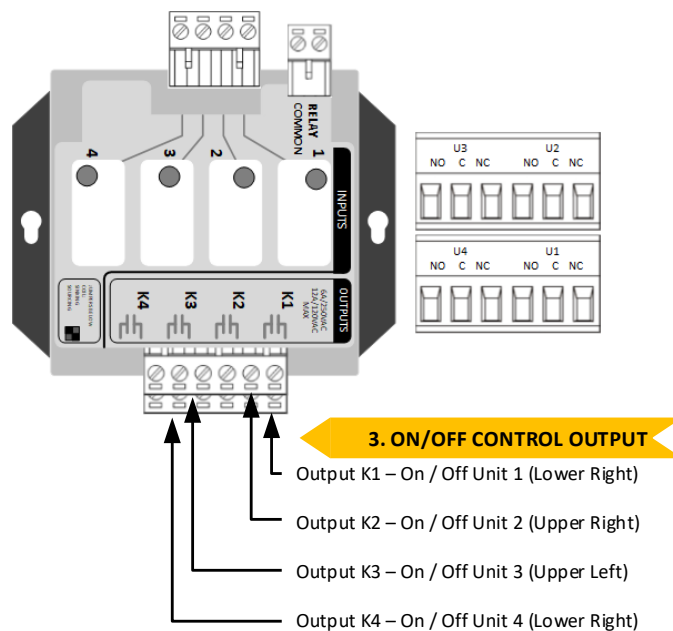 RELAY
COMMON
4
3
2
1
INPUTS
U3
U2
NO C NC
NO C NC
U4
U1
NO C NC
NO C NC
OUTPUTS
6A/250VAC
12A/120VAC
MAX
K4
K3
K2
K1
3. ON/OFF CONTROL OUTPUT
Output K1 – On / Off Unit 1 (Lower Right)
Output K2 – On / Off Unit 2 (Upper Right)
Output K3 – On / Off Unit 3 (Upper Left)
Output K4 – On / Off Unit 4 (Lower Right)